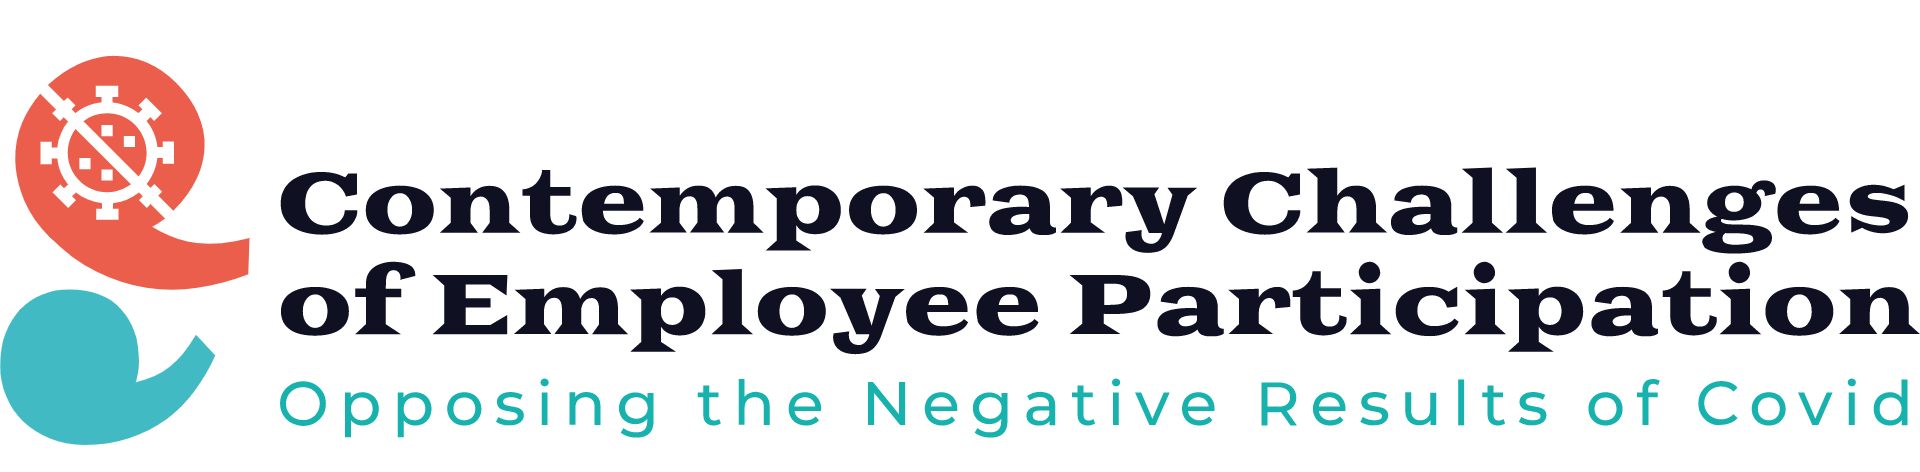 Contemporary Challenges
of Employee Participation
Opposing the Negative Results of Covid